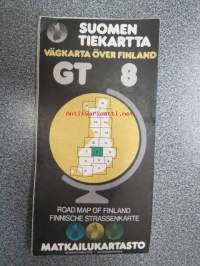 SUOMEN
TIEKARTTA
VÄGKARTA ÖVER FINLAND
GT 8
ROAD MAP OF FINLAND
FINNISCHE STRASSENKARTE
MATKAILUKARTASTO